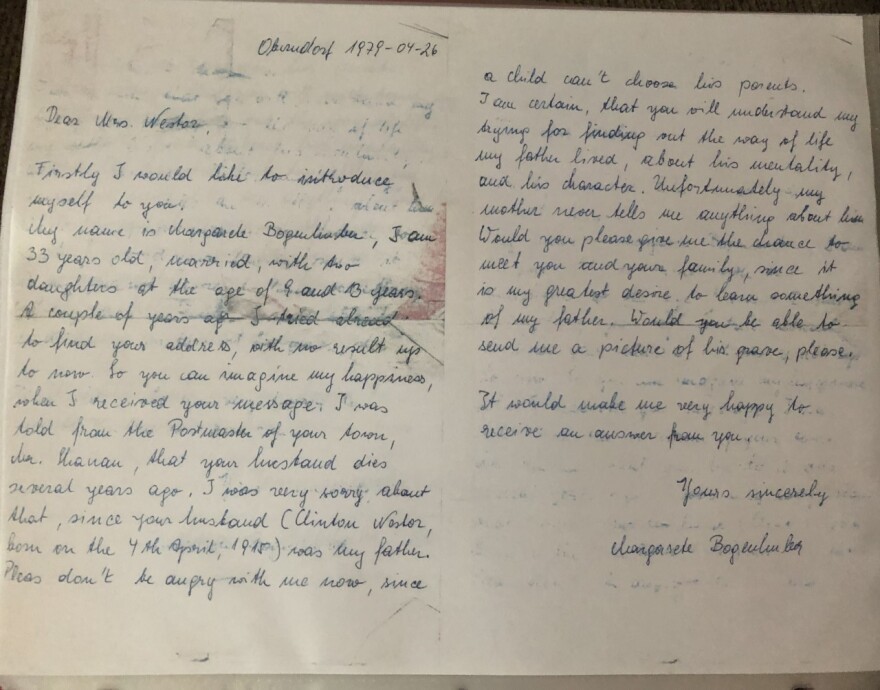 Oberndorf 1979-04-26
Dear Mrs. Nestor,
Firstly I would like to introduce
myself to you.
My name is Margarete Bogenhuber, I am
33 years old, married, with two
daughters at the age of 9 and 13 years.
A couple of years ago I tried
to find your address, with no result up
to now. So you can imagine my happiness,
when I received your message. I was
told from the Postmaster of your town,
Mr. that your husband dies
several years ago. I was very sorry about
that, since your husband (Clinton Nestor,
born on the 4th April, 1915) was my father.
Pleas don't be angry with me now, since
a child can't choose his parents.
I am certain, that you will understand my
trying for finding out the way of life
my father lived, about his mentality,
and his character. Unfortunately my
mother never tells me anything about him
Would you please give me the chance to
meet you and your family, since it
is my greatest desire to learn something
of my father. Would you be able to
send me a picture of his grave, please,
It would make me very happy to
receive an answer from you.
Yours sincerely
Margarete Bogenhuber